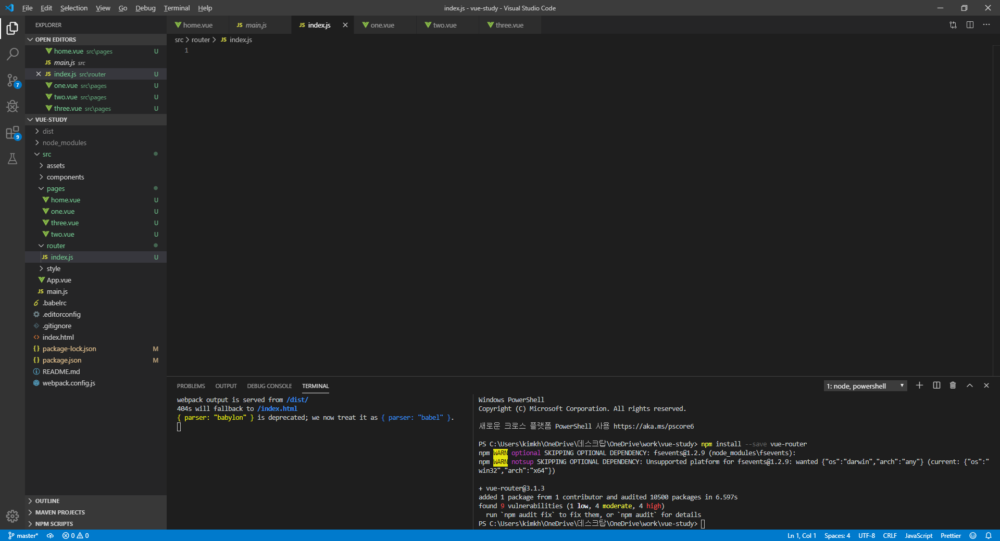 File Edit Selection View Go Debug Terminal Help
index.js - vue-study - Visual Studio Code
EXPLORER
OPEN EDITORS
home.vue src\pages U
main.js src
index.js src\router U
one.vue src\pages U
two.vue src\pages U
three.vue src\pages U
VUE-STUDY
dist
node_modules
src
assets
components
pages
home.vue U
one.vue U
three.vue U
two.vue U
router
JS index.js U
style
App.vue
JS main.js
.babelrc
.editorconfig
.gitignore
index.html
package-lock.json M
package.json M
README.md
webpack.config.js
OUTLINE
MAVEN PROJECTS
NPM SCRIPTS
7
9
home.vue JS main.js JS index.js one.vue two.vue three.vue
src > router > JS index.js
1
PROBLEMS OUTPUT DEBUG CONSOLE TERMINAL
1: node, powershell
webpack output is served from /dist/
404s will fallback to /index.html
{ parser: "babylon" } is deprecated; we now treat it as { parser: "babel" }.
Windows PowerShell
Copyright (C) Microsoft Corporation. All rights reserved.
새로운 크로스 플랫폼 PowerShell 사용 https://aka.ms/pscore6
PS C:\Users\kimkh\OneDrive\데스크탑\OneDrive\work\vue-study> npm install --save vue-router
npm WARN optional SKIPPING OPTIONAL DEPENDENCY: fsevents@1.2.9 (node_modules\fsevents):
npm WARN notsup SKIPPING OPTIONAL DEPENDENCY: Unsupported platform for fsevents@1.2.9: wanted {"os":"darwin","arch":"any"} (current: {"os":"
win32","arch":"x64"})
+ vue-router@3.1.3
added 1 package from 1 contributor and audited 10500 packages in 6.597s
found 9 vulnerabilities (1 low, 4 moderate, 4 high)
run `npm audit fix` to fix them, or `npm audit` for details
PS C:\Users\kimkh\OneDrive\데스크탑\OneDrive\work\vue-study>
master* 0 0
Ln 1, Col 1 Spaces: 4 UTF-8 CRLF JavaScript Prettier